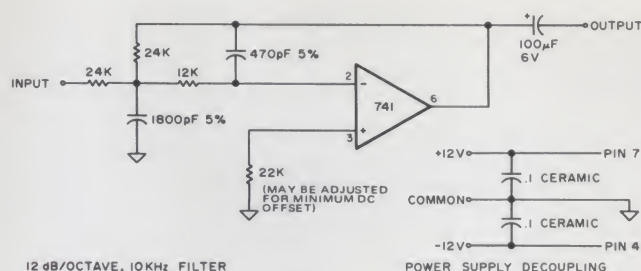 24K
470pF 5%
100µF
6V
OUTPUT
INPUT
24K
12K
2
-
741
6
1800pF 5%
3
+
22K
(MAY BE ADJUSTED
FOR MINIMUM DC
OFFSET)
+12V
PIN 7
.1 CERAMIC
COMMON
.1 CERAMIC
-12V
PIN 4
12 dB/OCTAVE, 10KHz FILTER
POWER SUPPLY DECOUPLING